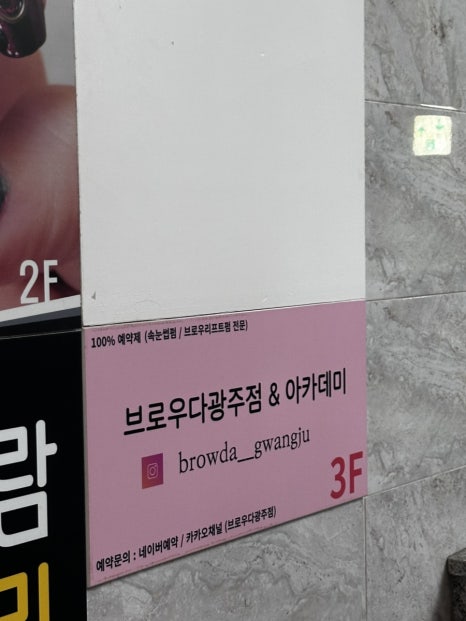 2F
100% 예약제 (속눈썹펌 / 브로우리프트펌 전문)
브로우다광주점 & 아카데미
browda__gwangju
3F
예약문의 : 네이버예약 / 카카오채널 (브로우다광주점)
람